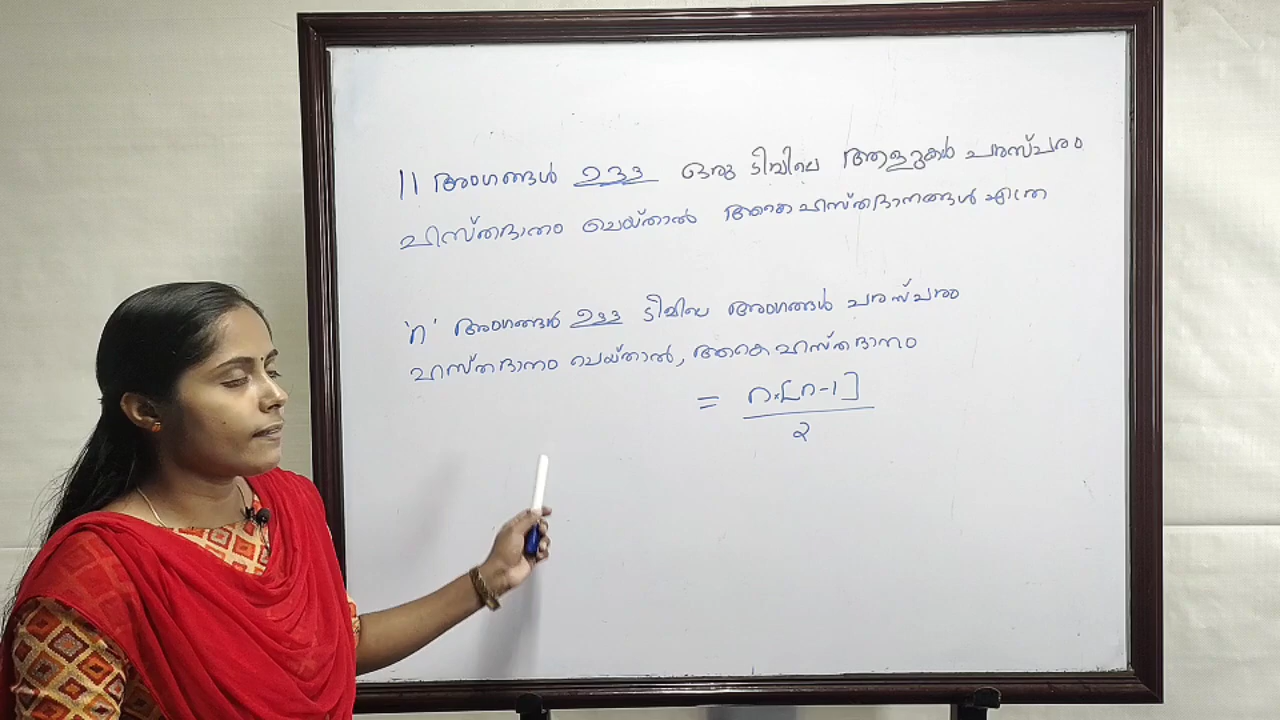 11 അംഗങ്ങൾ ഉള്ള ഒരു ടീമിലെ ആളുകൾ പരസ്പരം
ഹസ്തദാനം ചെയ്താൽ ആകെ ഹസ്തദാനങ്ങൾ എത്ര
'n' അംഗങ്ങൾ ഉള്ള ടീമിലെ അംഗങ്ങൾ പരസ്പരം
ഹസ്തദാനം ചെയ്താൽ, ആകെ ഹസ്തദാനം
= n×[n-1]
2